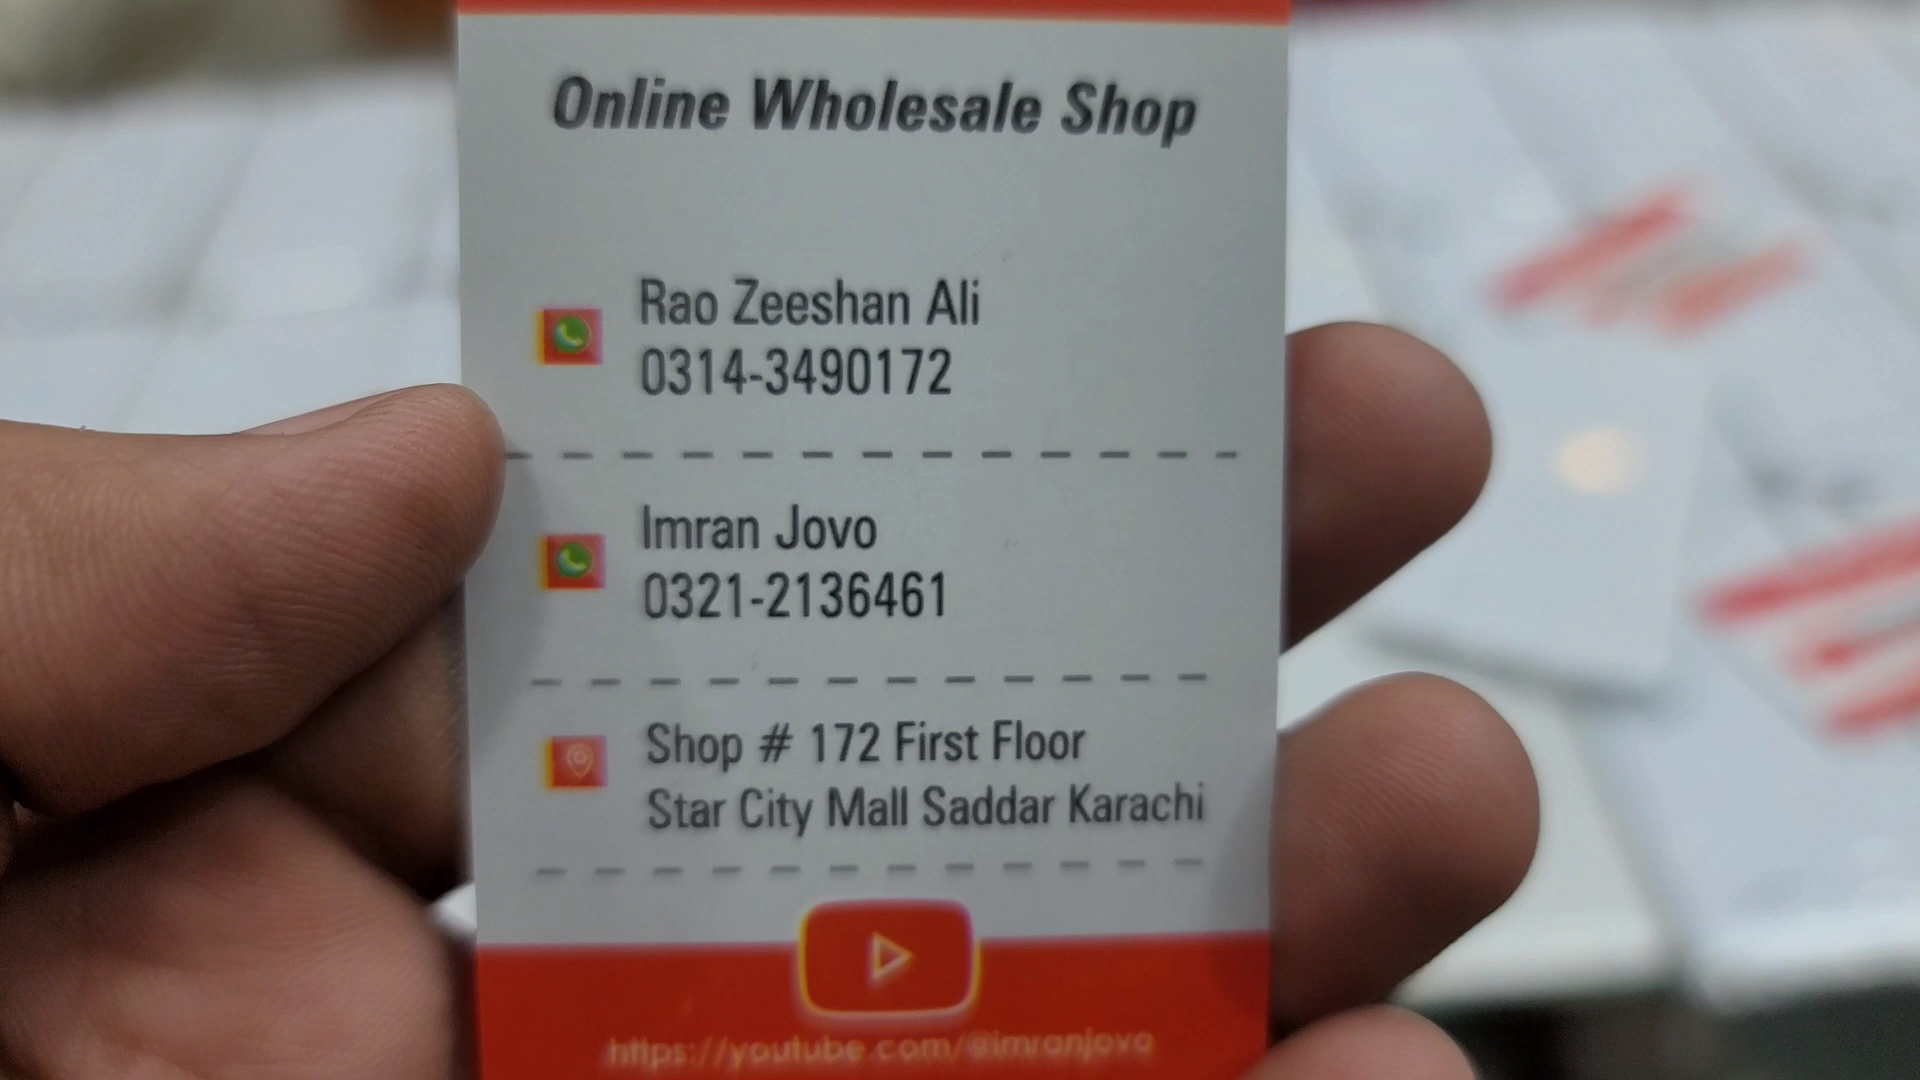 Online Wholesale Shop
Rao Zeeshan Ali
0314-3490172
Imran Jovo
0321-2136461
Shop # 172 First Floor
Star City Mall Saddar Karachi
https://youtube.com/@imranjovo